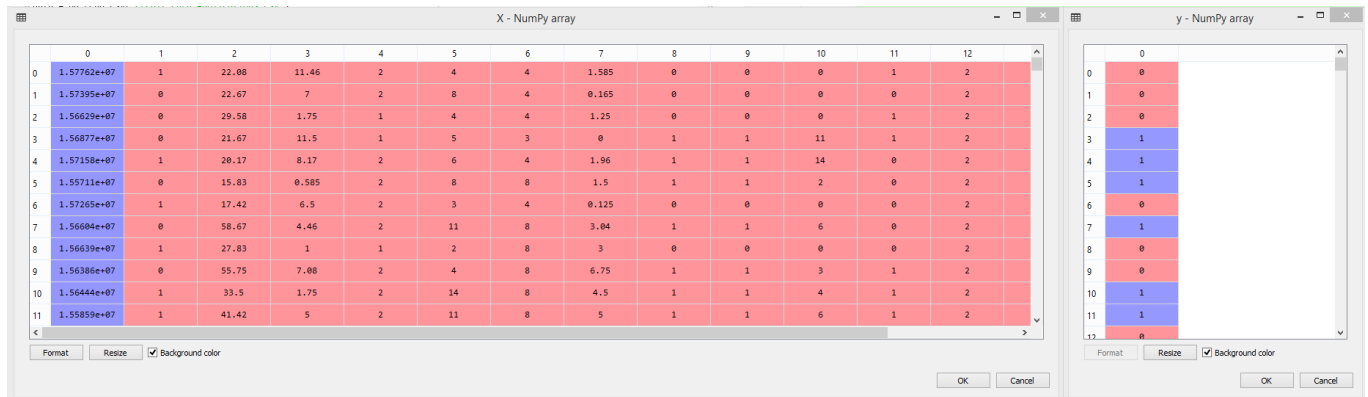 X - NumPy array
0 1 2 3 4 5 6 7 8 9 10 11 12
0 1.57762e+07 1 22.08 11.46 2 4 4 1.585 0 0 0 1 2
1 1.57395e+07 0 22.67 7 2 8 4 0.165 0 0 0 0 2
2 1.56629e+07 0 29.58 1.75 1 4 4 1.25 0 0 0 1 2
3 1.56877e+07 0 21.67 11.5 1 5 3 0 1 1 11 1 2
4 1.57158e+07 1 20.17 8.17 2 6 4 1.96 1 1 14 0 2
5 1.55711e+07 0 15.83 0.585 2 8 8 1.5 1 1 2 0 2
6 1.57265e+07 1 17.42 6.5 2 3 4 0.125 0 0 0 0 2
7 1.56604e+07 0 58.67 4.46 2 11 8 3.04 1 1 6 0 2
8 1.56639e+07 1 27.83 1 1 2 8 3 0 0 0 0 2
9 1.56386e+07 0 55.75 7.08 2 4 8 6.75 1 1 3 1 2
10 1.56444e+07 1 33.5 1.75 2 14 8 4.5 1 1 4 1 2
11 1.55859e+07 1 41.42 5 2 11 8 5 1 1 6 1 2
Format Resize Background color
OK Cancel
y - NumPy array
0
0 0
1 0
2 0
3 1
4 1
5 1
6 0
7 1
8 0
9 0
10 1
11 1
12 0
Format Resize Background color
OK Cancel